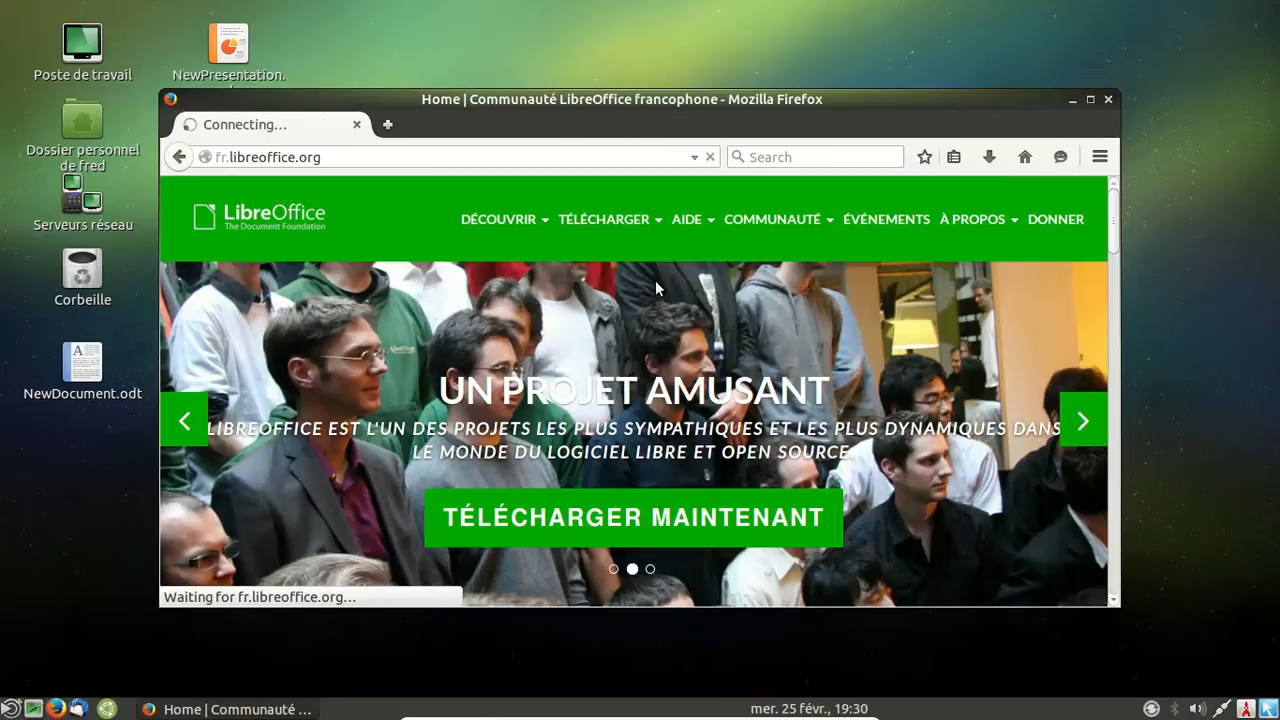 Poste de travail
NewPresentation.
Dossier personnel
de fred
Serveurs réseau
Corbeille
NewDocument.odt
Home | Communauté LibreOffice francophone - Mozilla Firefox
Connecting...
fr.libreoffice.org
Search
LibreOffice
The Document Foundation
DÉCOUVRIR TÉLÉCHARGER AIDE COMMUNAUTÉ ÉVÉNEMENTS À PROPOS DONNER
UN PROJET AMUSANT
LIBREOFFICE EST L'UN DES PROJETS LES PLUS SYMPATHIQUES ET LES PLUS DYNAMIQUES DANS
LE MONDE DU LOGICIEL LIBRE ET OPEN SOURCE.
TÉLÉCHARGER MAINTENANT
Waiting for fr.libreoffice.org...
Home | Communauté ...
mer. 25 févr., 19:30